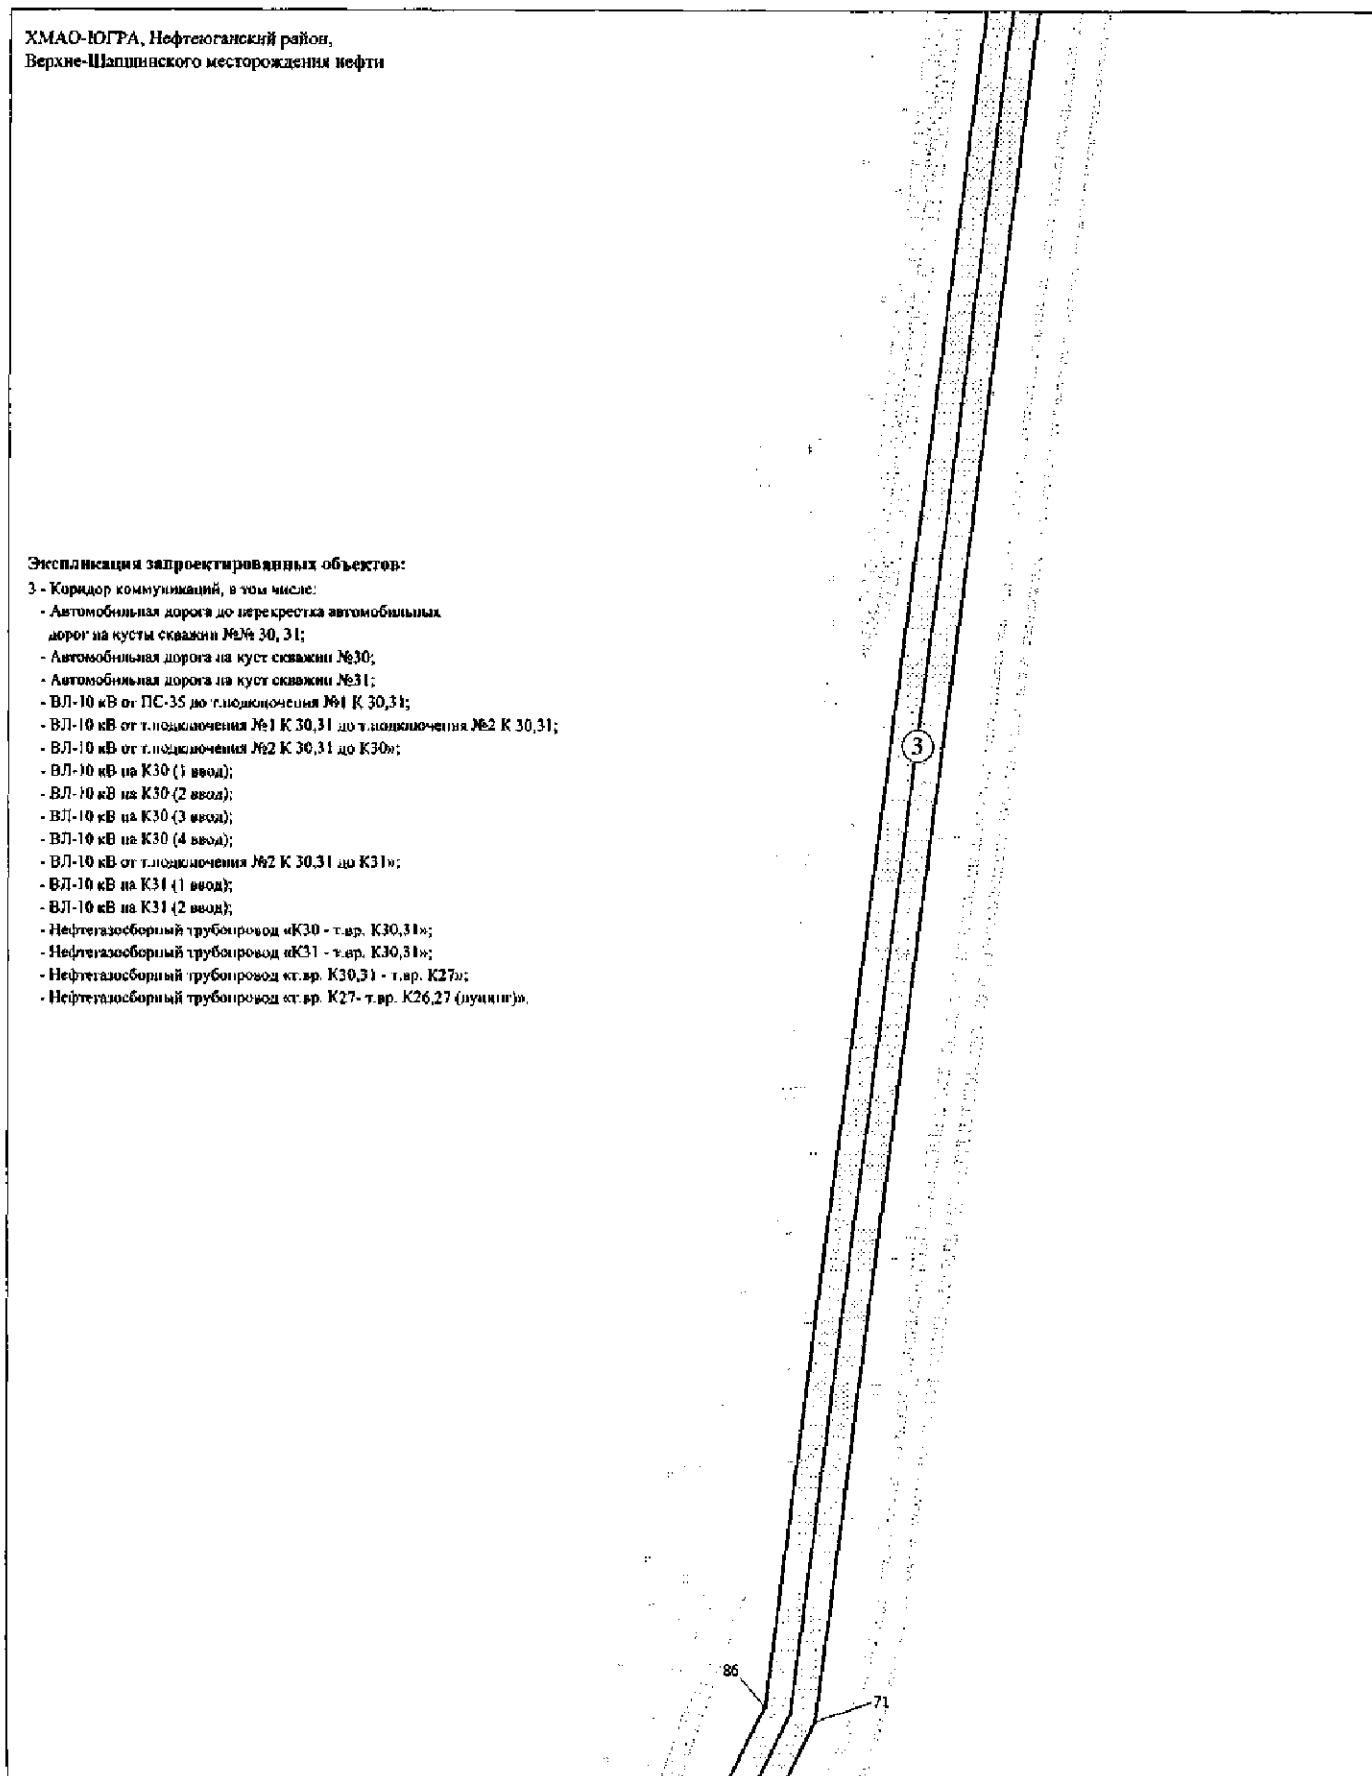 ХМАО-ЮГРА, Нефтеюганский район,
Верхне-Шапшинского месторождения нефти
Экспликация запроектированных объектов:
3 - Коридор коммуникаций, в том числе:
- Автомобильная дорога до перекрестка автомобильных
дорог на кусты скважин №№ 30, 31;
- Автомобильная дорога на куст скважин №30;
- Автомобильная дорога на куст скважин №31;
- ВЛ-10 кВ от ПС-35 до т.подключения №1 К 30,31;
- ВЛ-10 кВ от т.подключения №1 К 30,31 до т.подключения №2 К 30,31;
- ВЛ-10 кВ от т.подключения №2 К 30,31 до К30»;
- ВЛ-10 кВ на К30 (1 ввод);
- ВЛ-10 кВ на К30 (2 ввод);
- ВЛ-10 кВ на К30 (3 ввод);
- ВЛ-10 кВ на К30 (4 ввод);
- ВЛ-10 кВ от т.подключения №2 К 30,31 до К31»;
- ВЛ-10 кВ на К31 (1 ввод);
- ВЛ-10 кВ на К31 (2 ввод);
- Нефтегазосборный трубопровод «К30 - т.вр. К30,31»;
- Нефтегазосборный трубопровод «К31 - т.вр. К30,31»;
- Нефтегазосборный трубопровод «т.вр. К30,31 - т.вр. К27»;
- Нефтегазосборный трубопровод «т.вр. К27- т.вр. К26,27 (лупинг)».
3
86
71